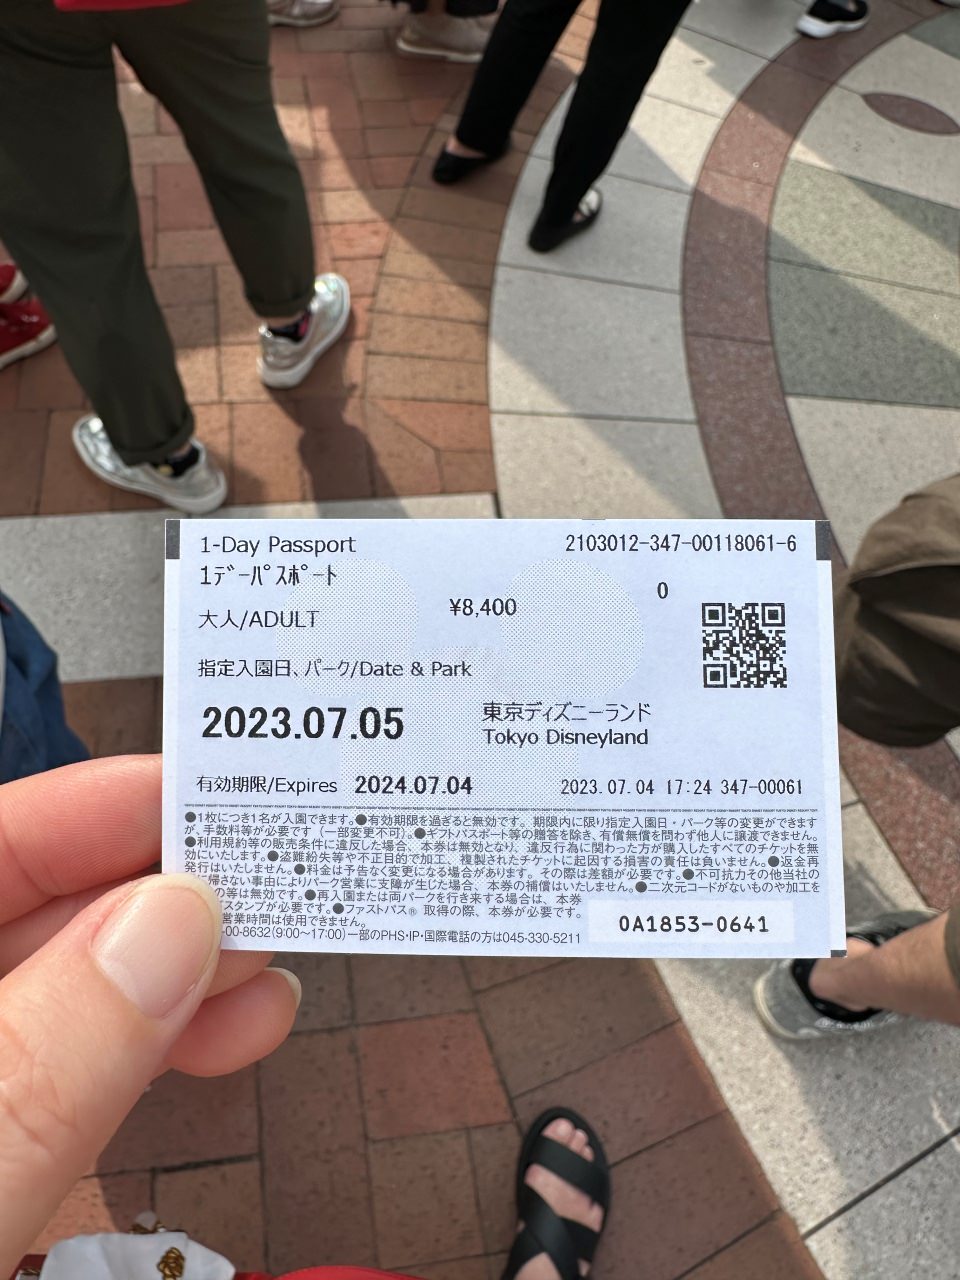 1-Day Passport
2103012-347-00118061-6
1デーパスポート
0
大人/ADULT
¥8,400
指定入園日、パーク/Date & Park
2023.07.05
東京ディズニーランド
Tokyo Disneyland
有効期限/Expires 2024.07.04
2023.07.04 17:24 347-00061
●1枚につき1名が入園できます。●有効期限を過ぎると無効です。期間内に限り指定入園日・パーク等の変更ができます
が、手数料等が必要です（一部変更不可）。●ギフトパスポート等の贈答を除き、有償無償を問わず他人に譲渡できません。
●利用規約等の販売条件に違反した場合、本券は無効となり、違反行為に関わった方が購入したすべてのチケットを無
効にいたします。●盗難紛失等や不正目的で加工、複製されたチケットに起因する損害の責任は負いません。●返金再
発行はいたしません。●料金は予告なく変更になる場合があります。その際は差額が必要です。●不可抗力その他当社の
に帰さない事由によりパーク営業に支障が生じた場合、本券の補償はいたしません。●二次元コードがないものや加工を
の等は無効です。●再入園または両パークを行き来する場合は、本券
スタンプが必要です。●ファストパス® 取得の際、本券が必要です。
営業時間は使用できません。
-00-8632(9:00~17:00)一部のPHS・IP・国際電話の方は045-330-5211
0A1853-0641